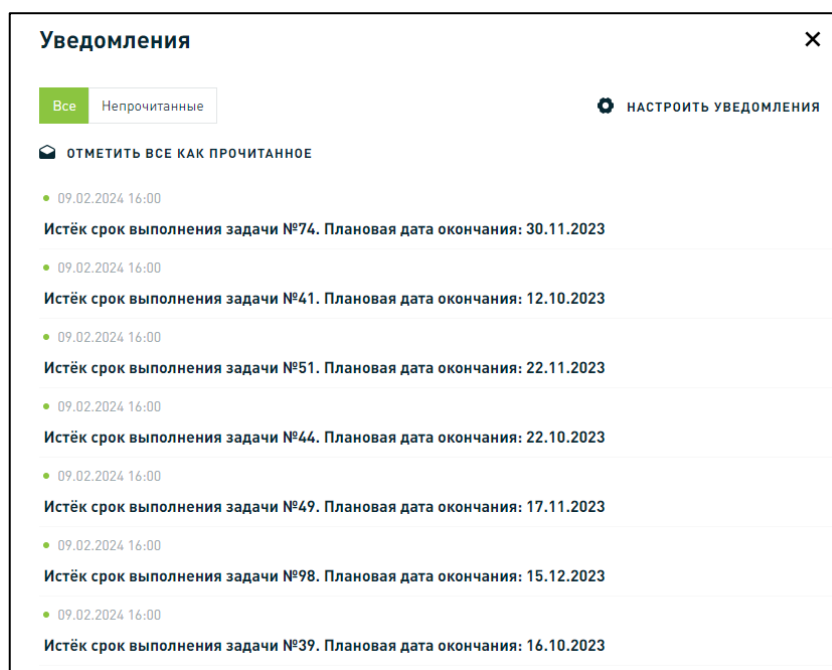 Уведомления
Все Непрочитанные
НАСТРОИТЬ УВЕДОМЛЕНИЯ
ОТМЕТИТЬ ВСЕ КАК ПРОЧИТАННОЕ
09.02.2024 16:00
Истёк срок выполнения задачи №74. Плановая дата окончания: 30.11.2023
09.02.2024 16:00
Истёк срок выполнения задачи №41. Плановая дата окончания: 12.10.2023
09.02.2024 16:00
Истёк срок выполнения задачи №51. Плановая дата окончания: 22.11.2023
09.02.2024 16:00
Истёк срок выполнения задачи №44. Плановая дата окончания: 22.10.2023
09.02.2024 16:00
Истёк срок выполнения задачи №49. Плановая дата окончания: 17.11.2023
09.02.2024 16:00
Истёк срок выполнения задачи №98. Плановая дата окончания: 15.12.2023
09.02.2024 16:00
Истёк срок выполнения задачи №39. Плановая дата окончания: 16.10.2023